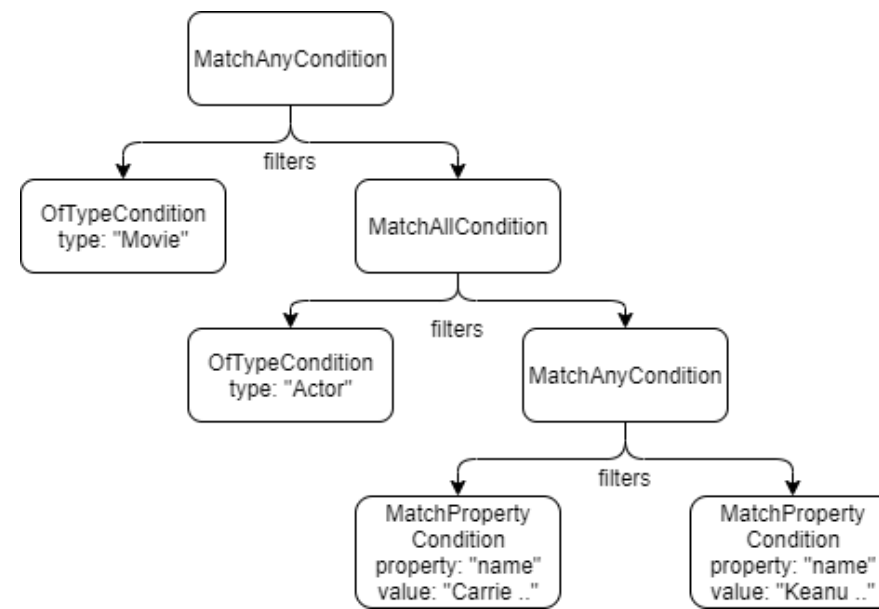 MatchAnyCondition
filters
OfTypeCondition
type: "Movie"
MatchAllCondition
filters
OfTypeCondition
type: "Actor"
MatchAnyCondition
filters
MatchProperty
Condition
property: "name"
value: "Carrie .."
MatchProperty
Condition
property: "name"
value: "Keanu .."